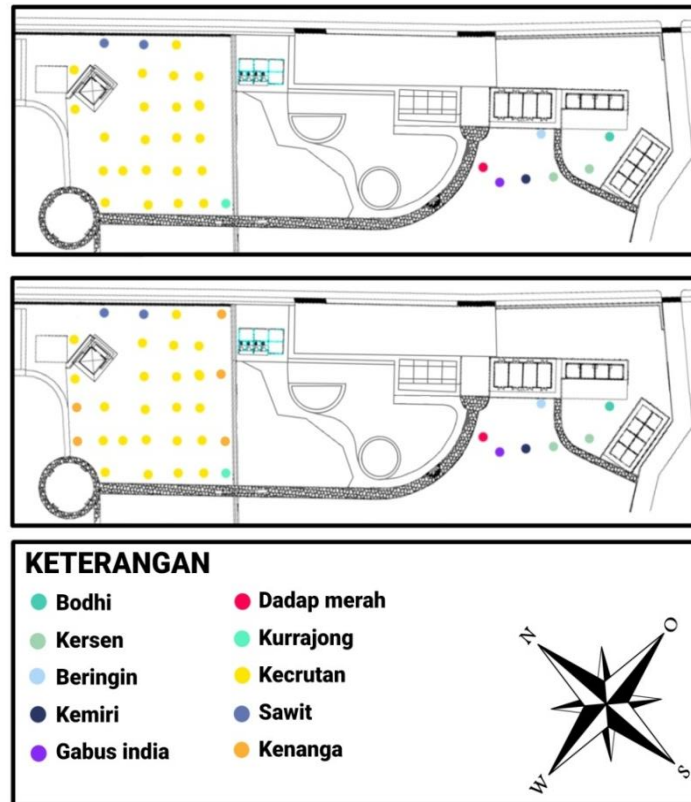 KETERANGAN
Bodhi
Kersen
Beringin
Kemiri
Gabus india
Dadap merah
Kurrajong
Kecrutan
Sawit
Kenanga
N
O
W
S